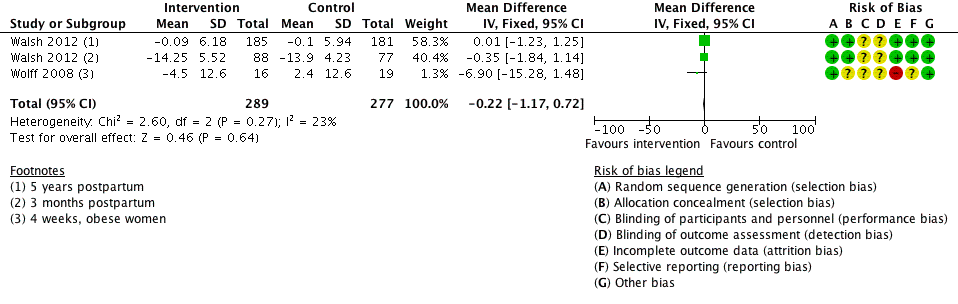 Intervention Control Mean Difference Mean Difference Risk of Bias
Study or Subgroup Mean SD Total Mean SD Total Weight IV, Fixed, 95% CI IV, Fixed, 95% CI A B C D E F G
Walsh 2012 (1) -0.09 6.18 185 -0.1 5.94 181 58.3% 0.01 [-1.23, 1.25] + + ? ? + + +
Walsh 2012 (2) -14.25 5.52 88 -13.9 4.23 77 40.4% -0.35 [-1.84, 1.14] + + ? ? + + +
Wolff 2008 (3) -4.5 12.6 16 2.4 12.6 19 1.3% -6.90 [-15.28, 1.48] + ? ? ? - ? +
Total (95% CI) 289 277 100.0% -0.22 [-1.17, 0.72]
Heterogeneity: Chi² = 2.60, df = 2 (P = 0.27); I² = 23%
Test for overall effect: Z = 0.46 (P = 0.64)
-100 -50 0 50 100
Favours intervention Favours control
Footnotes
(1) 5 years postpartum
(2) 3 months postpartum
(3) 4 weeks, obese women
Risk of bias legend
(A) Random sequence generation (selection bias)
(B) Allocation concealment (selection bias)
(C) Blinding of participants and personnel (performance bias)
(D) Blinding of outcome assessment (detection bias)
(E) Incomplete outcome data (attrition bias)
(F) Selective reporting (reporting bias)
(G) Other bias